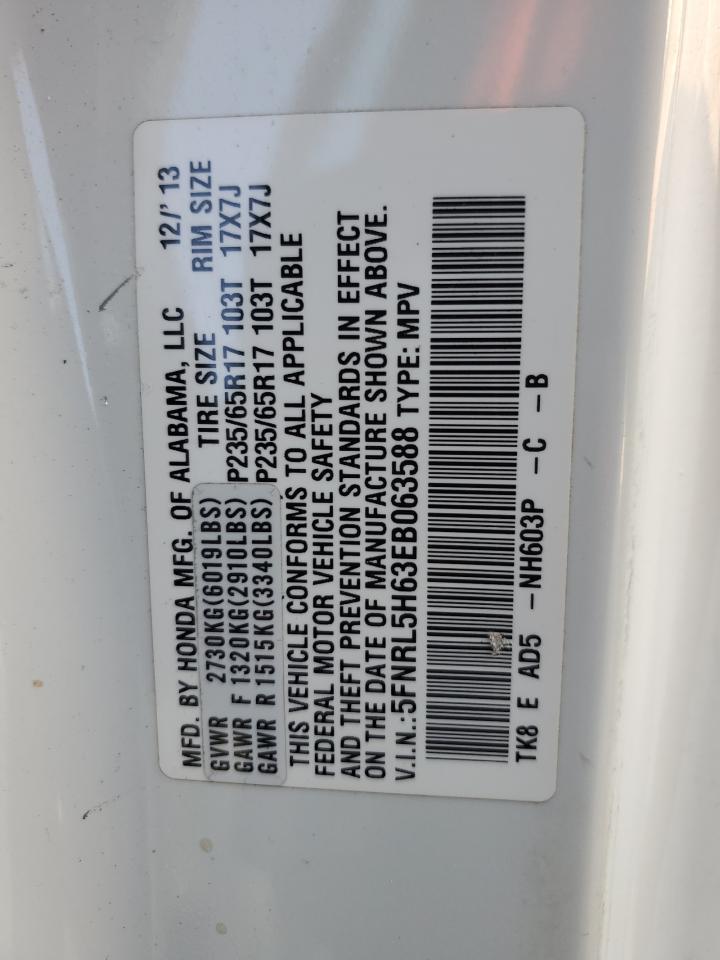 MFD. BY HONDA MFG. OF ALABAMA, LLC 12/'13
TIRE SIZE RIM SIZE
GVWR 2730KG(6019LBS)
GAWR F 1320KG(2910LBS) P235/65R17 103T 17X7J
GAWR R 1515KG(3340LBS) P235/65R17 103T 17X7J
THIS VEHICLE CONFORMS TO ALL APPLICABLE
FEDERAL MOTOR VEHICLE SAFETY
AND THEFT PREVENTION STANDARDS IN EFFECT
ON THE DATE OF MANUFACTURE SHOWN ABOVE.
V.I.N.:5FNRL5H63EB063588 TYPE: MPV
TK8 E AD5 -NH603P -C -B